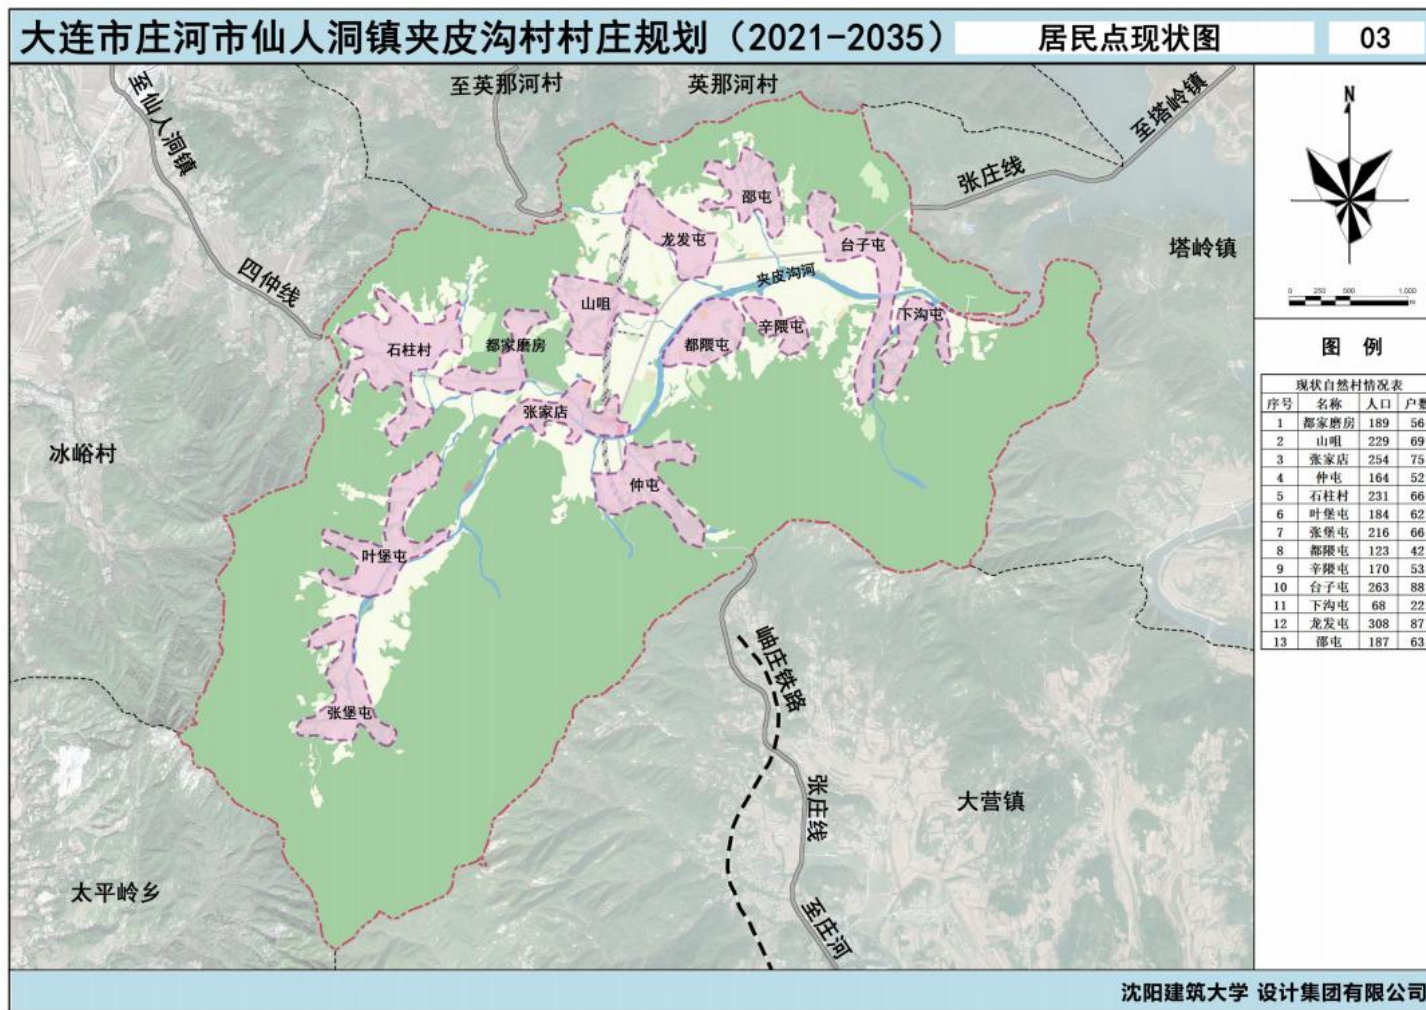 大连市庄河市仙人洞镇夹皮沟村村庄规划（2021-2035）
居民点现状图
03
至英那河村
英那河村
至仙人洞镇
至塔岭镇
张庄线
N
邵屯
龙发屯
台子屯
塔岭镇
四仲线
夹皮沟河
山咀
下沟屯
石柱村
都家磨房
都隈屯
辛隈屯
张家店
冰峪村
仲屯
叶堡屯
张堡屯
岫庄铁路
张庄线
大营镇
太平岭乡
至庄河
0 250 500 1,000
图 例
现状自然村情况表
序号 名称 人口 户数
1 都家磨房 189 56
2 山咀 229 69
3 张家店 254 75
4 仲屯 164 52
5 石柱村 231 66
6 叶堡屯 184 62
7 张堡屯 216 66
8 都隈屯 123 42
9 辛隈屯 170 53
10 台子屯 263 88
11 下沟屯 68 22
12 龙发屯 308 87
13 邵屯 187 63
沈阳建筑大学 设计集团有限公司